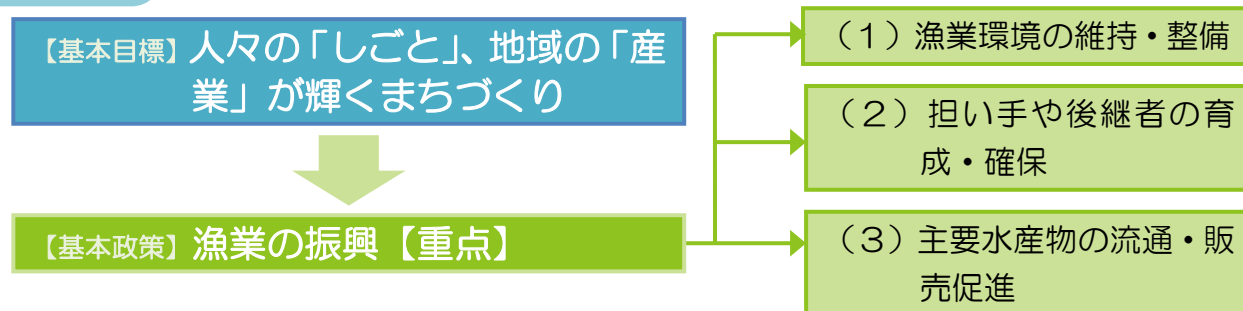 【基本目標】人々の「しごと」、地域の「産
業」が輝くまちづくり
【基本政策】漁業の振興【重点】
（１）漁業環境の維持・整備
（２）担い手や後継者の育
成・確保
（３）主要水産物の流通・販
売促進